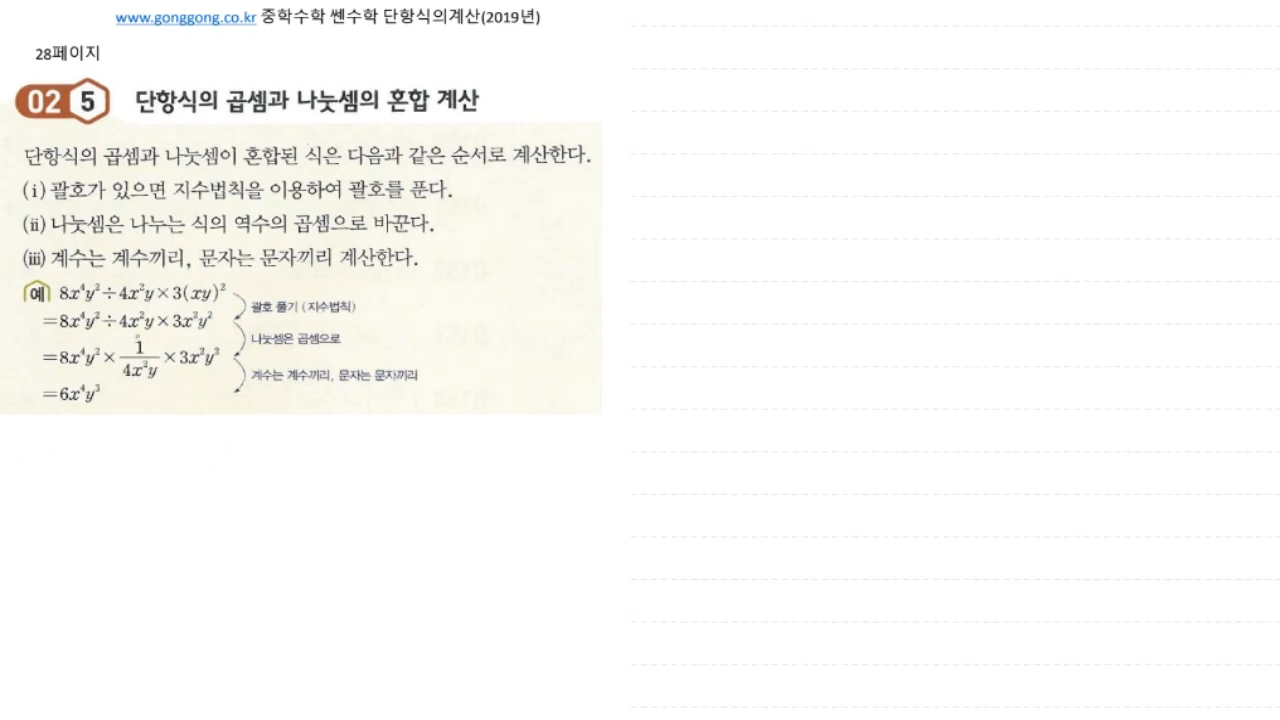 www.gonggong.co.kr 중학수학 쎈수학 단항식의계산(2019년)
28페이지
02 5 단항식의 곱셈과 나눗셈의 혼합 계산
단항식의 곱셈과 나눗셈이 혼합된 식은 다음과 같은 순서로 계산한다.
(ⅰ) 괄호가 있으면 지수법칙을 이용하여 괄호를 푼다.
(ⅱ) 나눗셈은 나누는 식의 역수의 곱셈으로 바꾼다.
(ⅲ) 계수는 계수끼리, 문자는 문자끼리 계산한다.
예 8x⁴y²÷4x²y×3(xy)²
괄호 풀기 (지수법칙)
=8x⁴y²÷4x²y×3x²y²
나눗셈은 곱셈으로
=8x⁴y²×1/4x²y×3x²y²
계수는 계수끼리, 문자는 문자끼리
=6x⁴y³